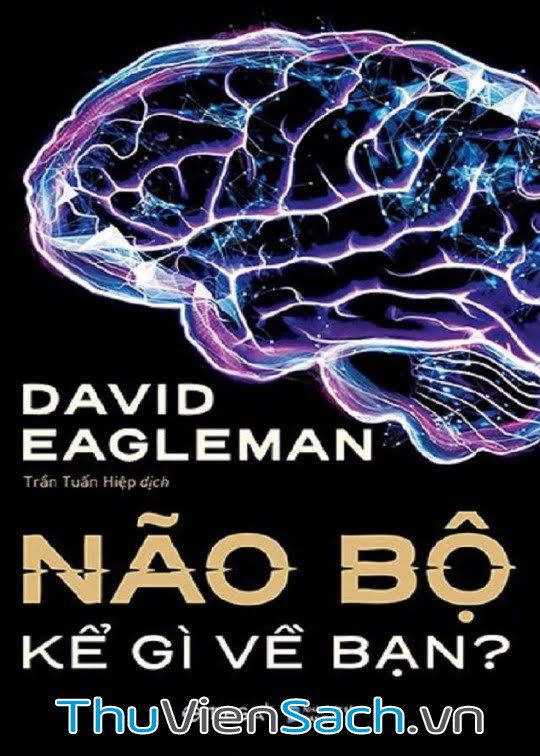 DAVID
EAGLEMAN
Trần Tuấn Hiệp dịch
NÃO BỘ
KỂ GÌ VỀ BẠN?
ThuVienSach.vn